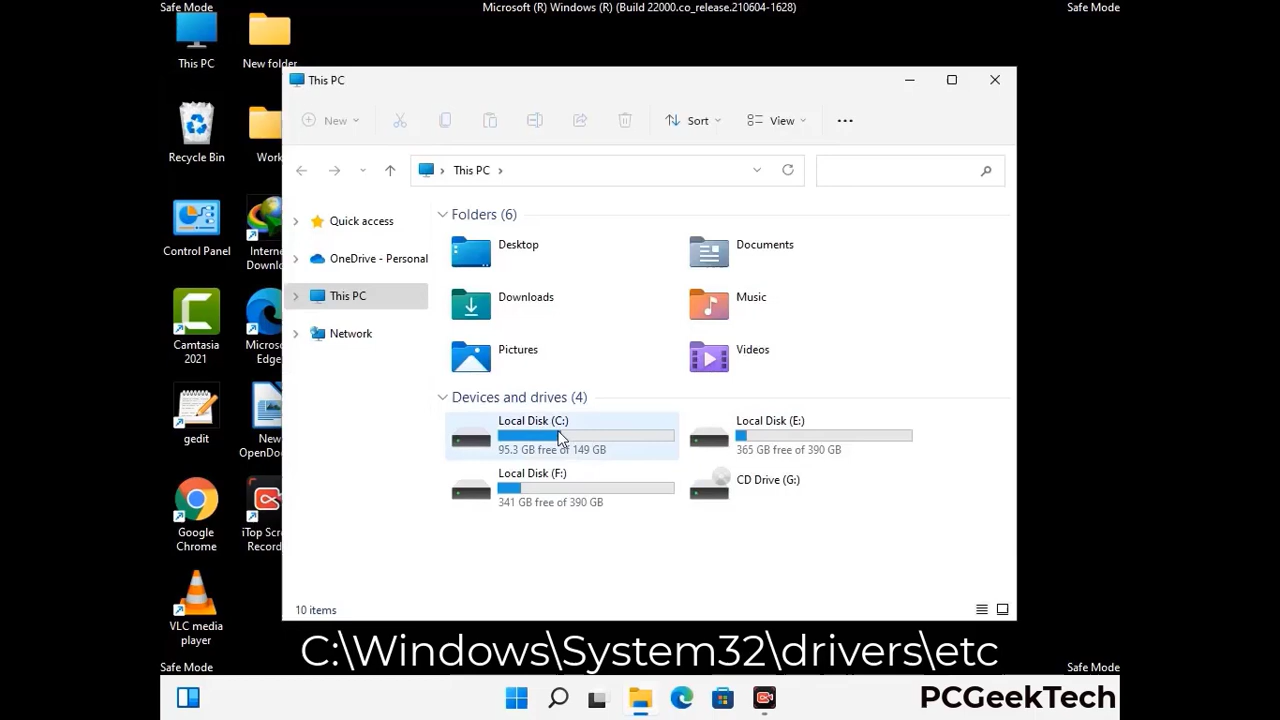 Safe Mode
Microsoft (R) Windows (R) (Build 22000.co_release.210604-1628)
Safe Mode
This PC
New folder
Recycle Bin
Work
Control Panel
Intern
Downlo
Camtasia
2021
Micros
Edge
gedit
New
OpenDo
Google
Chrome
iTop Scr
Record
VLC media
player
This PC
New
Sort
View
This PC
Quick access
OneDrive - Personal
This PC
Network
Folders (6)
Desktop
Documents
Downloads
Music
Pictures
Videos
Devices and drives (4)
Local Disk (C:)
95.3 GB free of 149 GB
Local Disk (E:)
365 GB free of 390 GB
Local Disk (F:)
341 GB free of 390 GB
CD Drive (G:)
10 items
C:\Windows\System32\drivers\etc
Safe Mode
Safe Mode
PCGeekTech